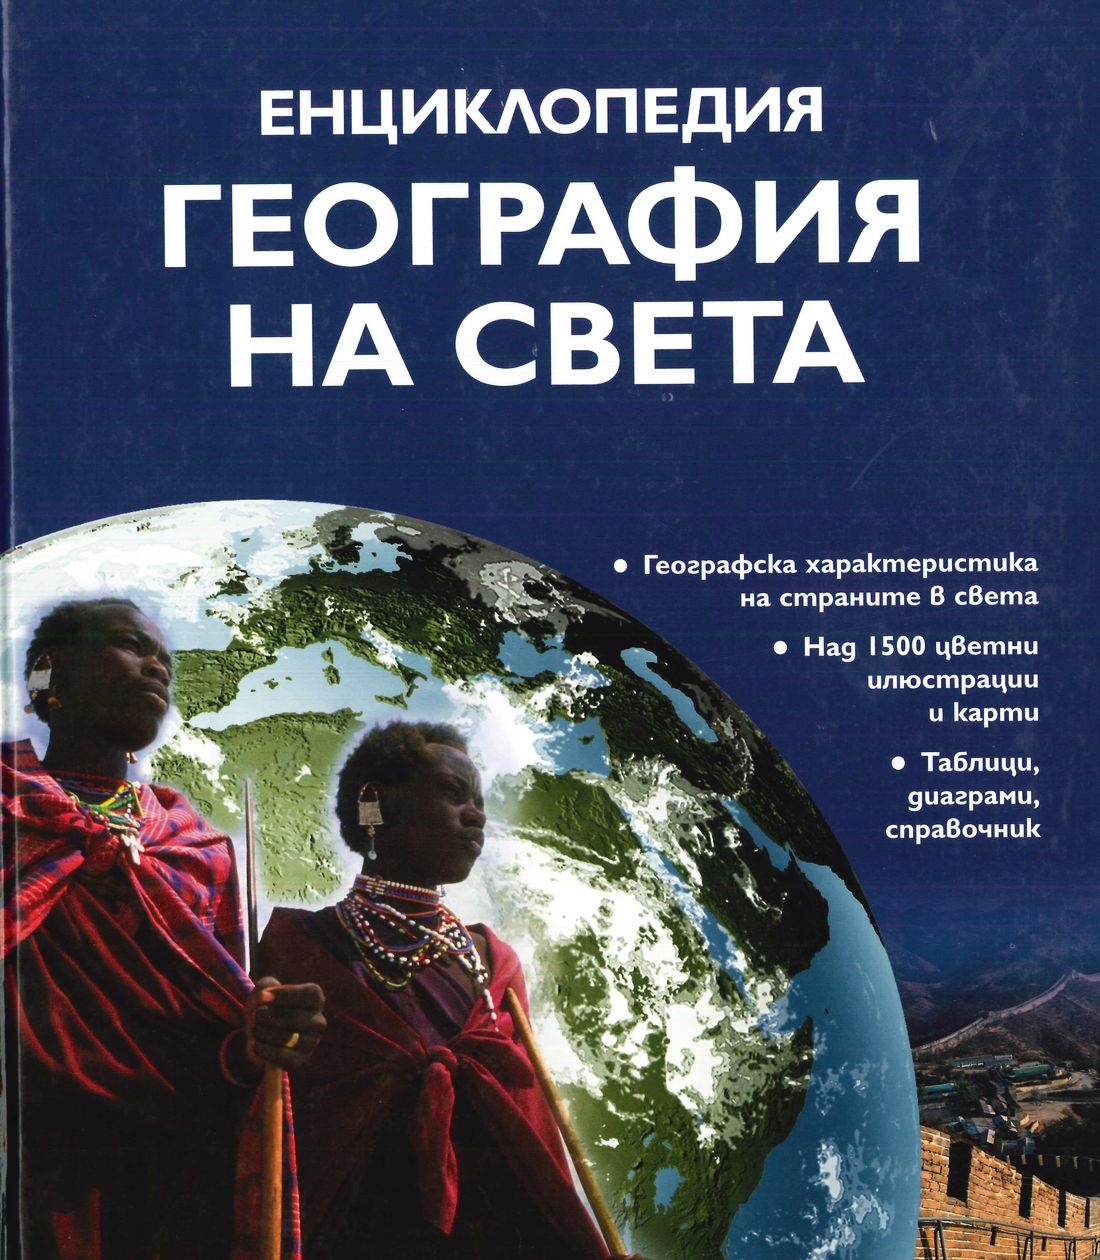 ЕНЦИКЛОПЕДИЯ
ГЕОГРАФИЯ
НА СВЕТА
• Географска характеристика
на страните в света
• Над 1500 цветни
илюстрации
и карти
• Таблици,
диаграми,
справочник